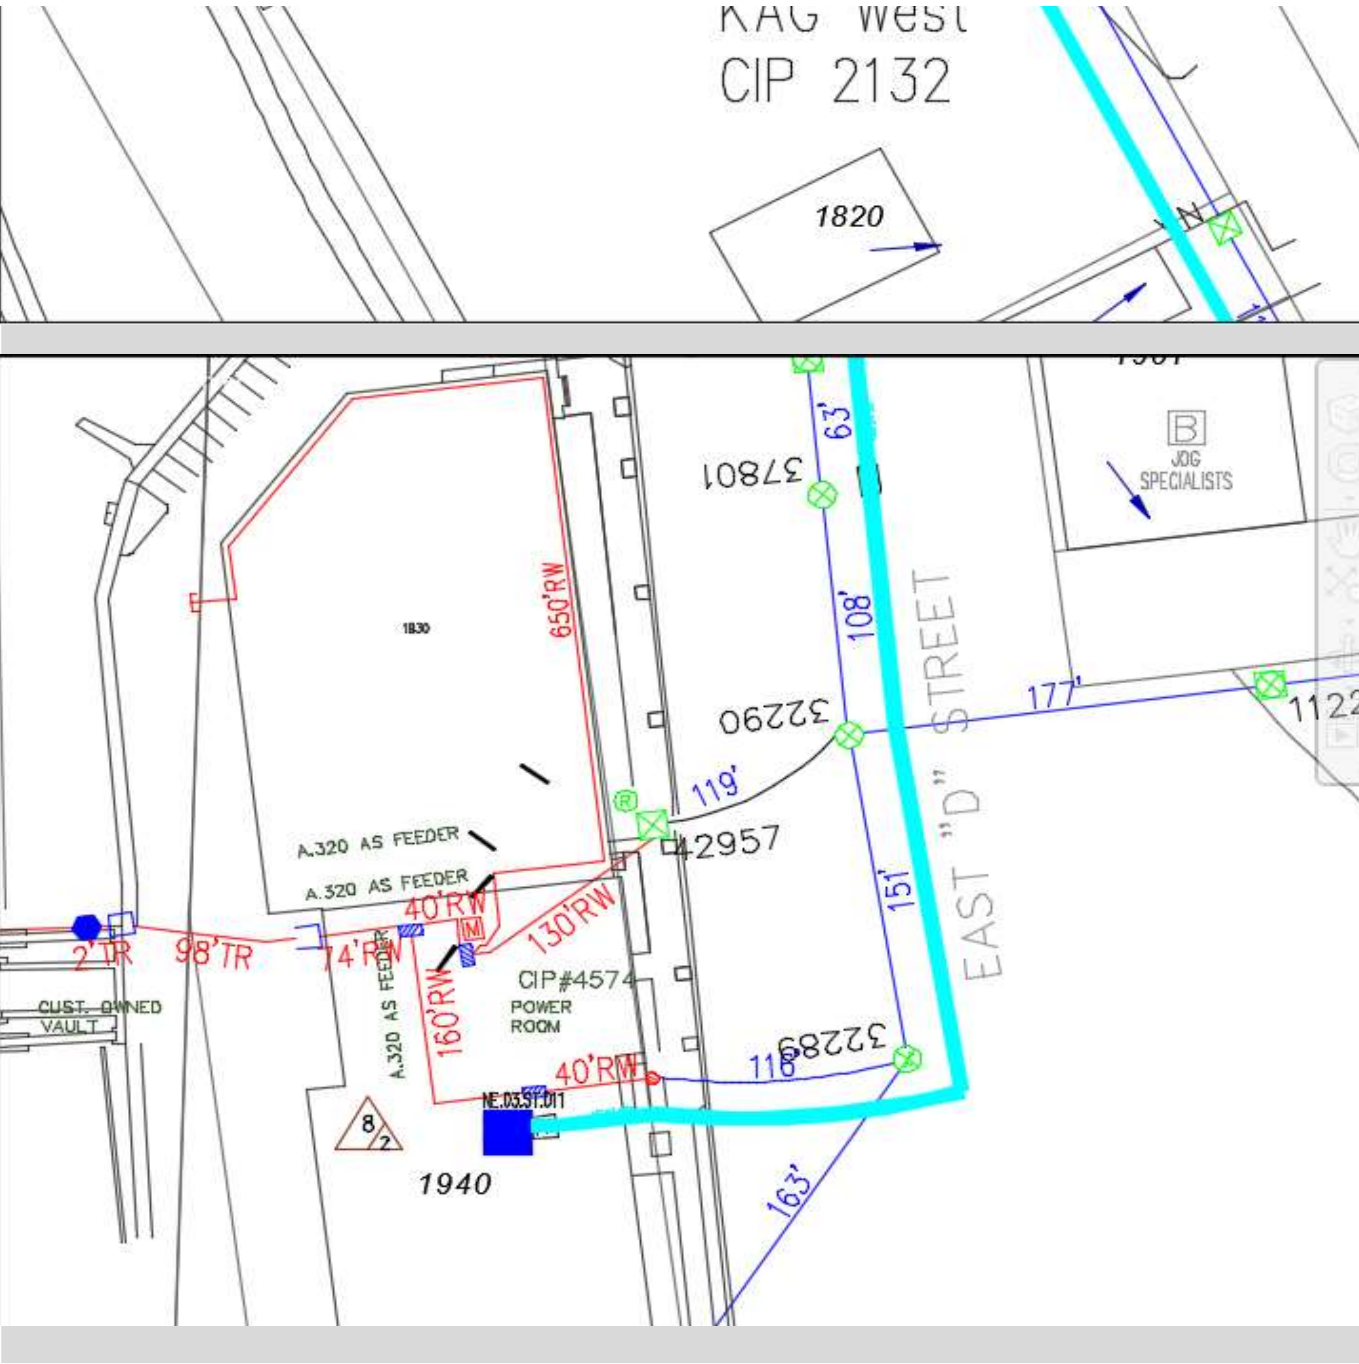 KAG West
CIP 2132
1820
N
63'
B
JDG
SPECIALISTS
37801
650'RW
108'
1830
EAST "D" STREET
32290
177'
1122
R
119'
42957
A.320 AS FEEDER
A.320 AS FEEDER
40'RW
M
130'RW
151'
2'TR
98'TR
74'RW
A.320 AS FEEDER
160'RW
CIP#4574
POWER
ROOM
CUST. OWNED
VAULT
32289
118'
40'RW
NE.03.ST.D11
8
2
1940
163'